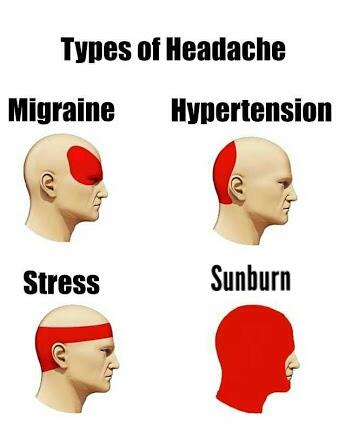 Types of Headache
Migraine
Hypertension
Stress
Sunburn